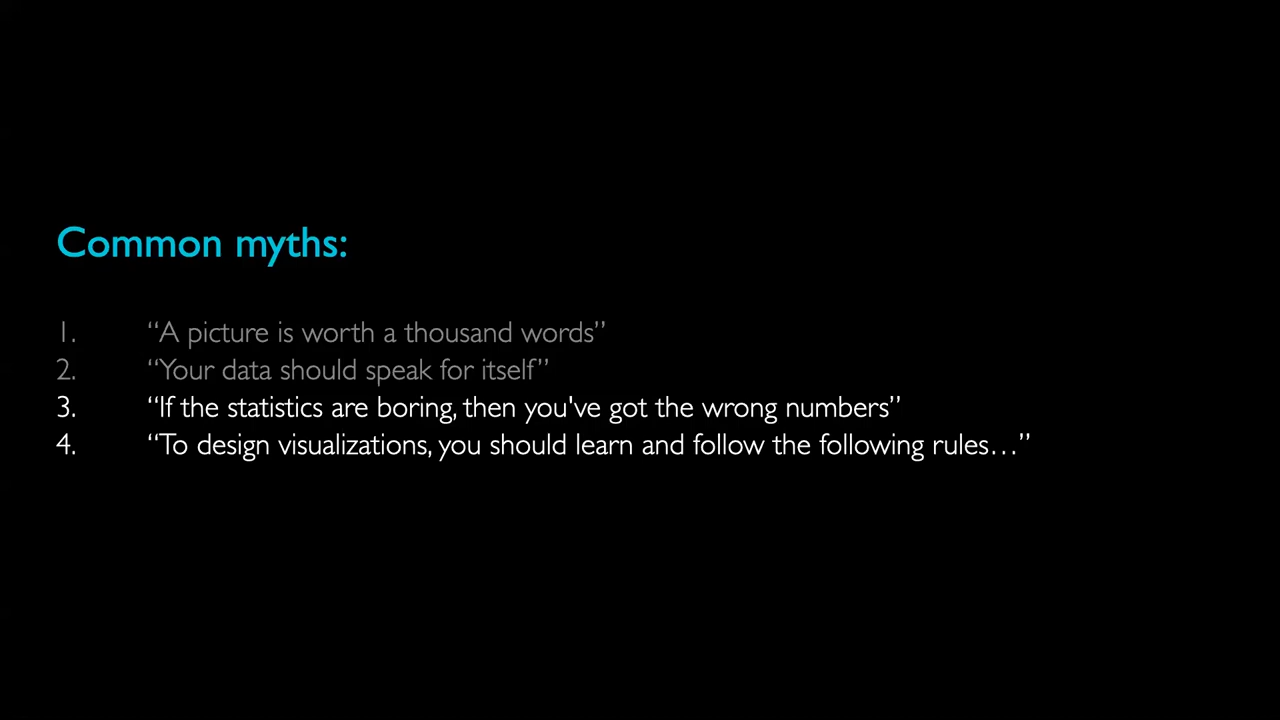 Common myths:
1. “A picture is worth a thousand words”
2. “Your data should speak for itself”
3. “If the statistics are boring, then you've got the wrong numbers”
4. “To design visualizations, you should learn and follow the following rules…”